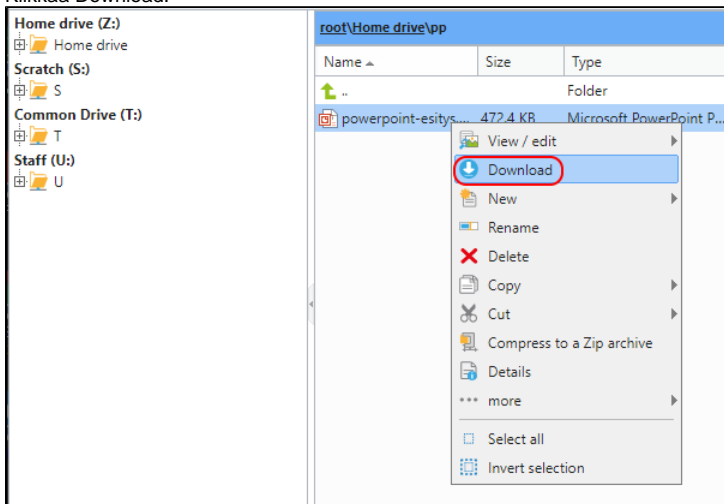 Klikkaa Download.
Home drive (Z:)
Home drive
Scratch (S:)
S
Common Drive (T:)
T
Staff (U:)
U
root\Home drive\pp
Name Size Type
.. Folder
powerpoint-esitys.... 472.4 KB Microsoft PowerPoint P...
View / edit
Download
New
Rename
Delete
Copy
Cut
Compress to a Zip archive
Details
more
Select all
Invert selection